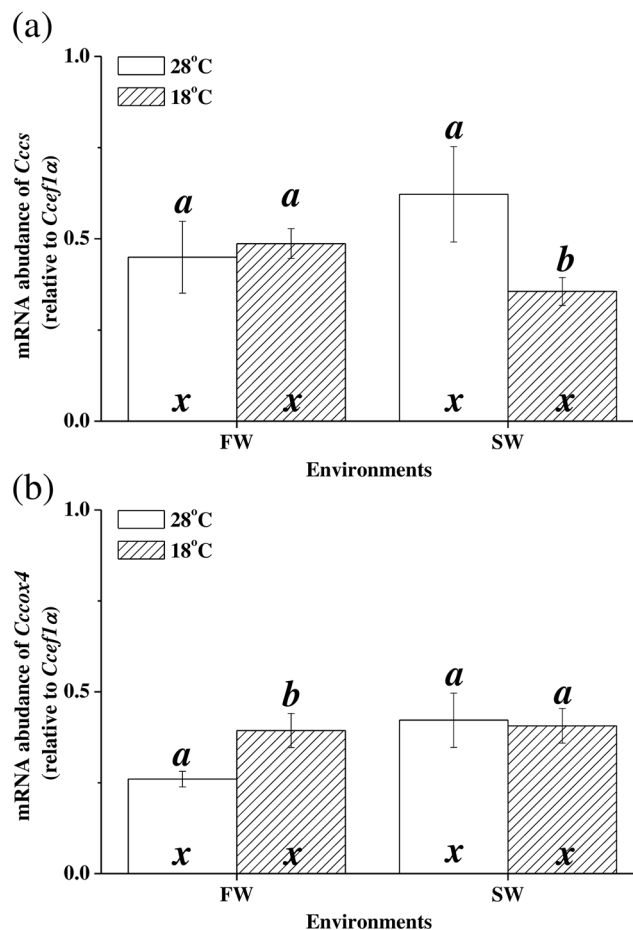 (a)
mRNA abudance of Cccs
(relative to Ccef1α)
1.0
0.5
0.0
28°C
18°C
a
a
a
b
x
x
x
x
FW
SW
Environments
(b)
mRNA abudance of Cccox4
(relative to Ccef1α)
1.0
0.5
0.0
28°C
18°C
a
b
a
a
x
x
x
x
FW
SW
Environments